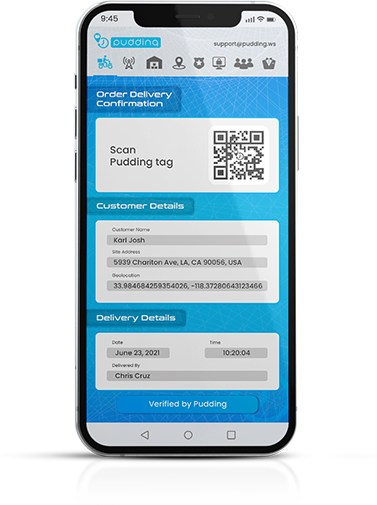 9:45
pudding
support@pudding.ws
Order Delivery
Confirmation
Scan
Pudding tag
Customer Details
Customer Name
Karl Josh
Site Address
5939 Chariton Ave, LA, CA 90056, USA
Geolocation
33.984684259354026, -118.37280643123466
Delivery Details
Date Time
June 23, 2021 10:20:04
Delivered By
Chris Cruz
Verified by Pudding